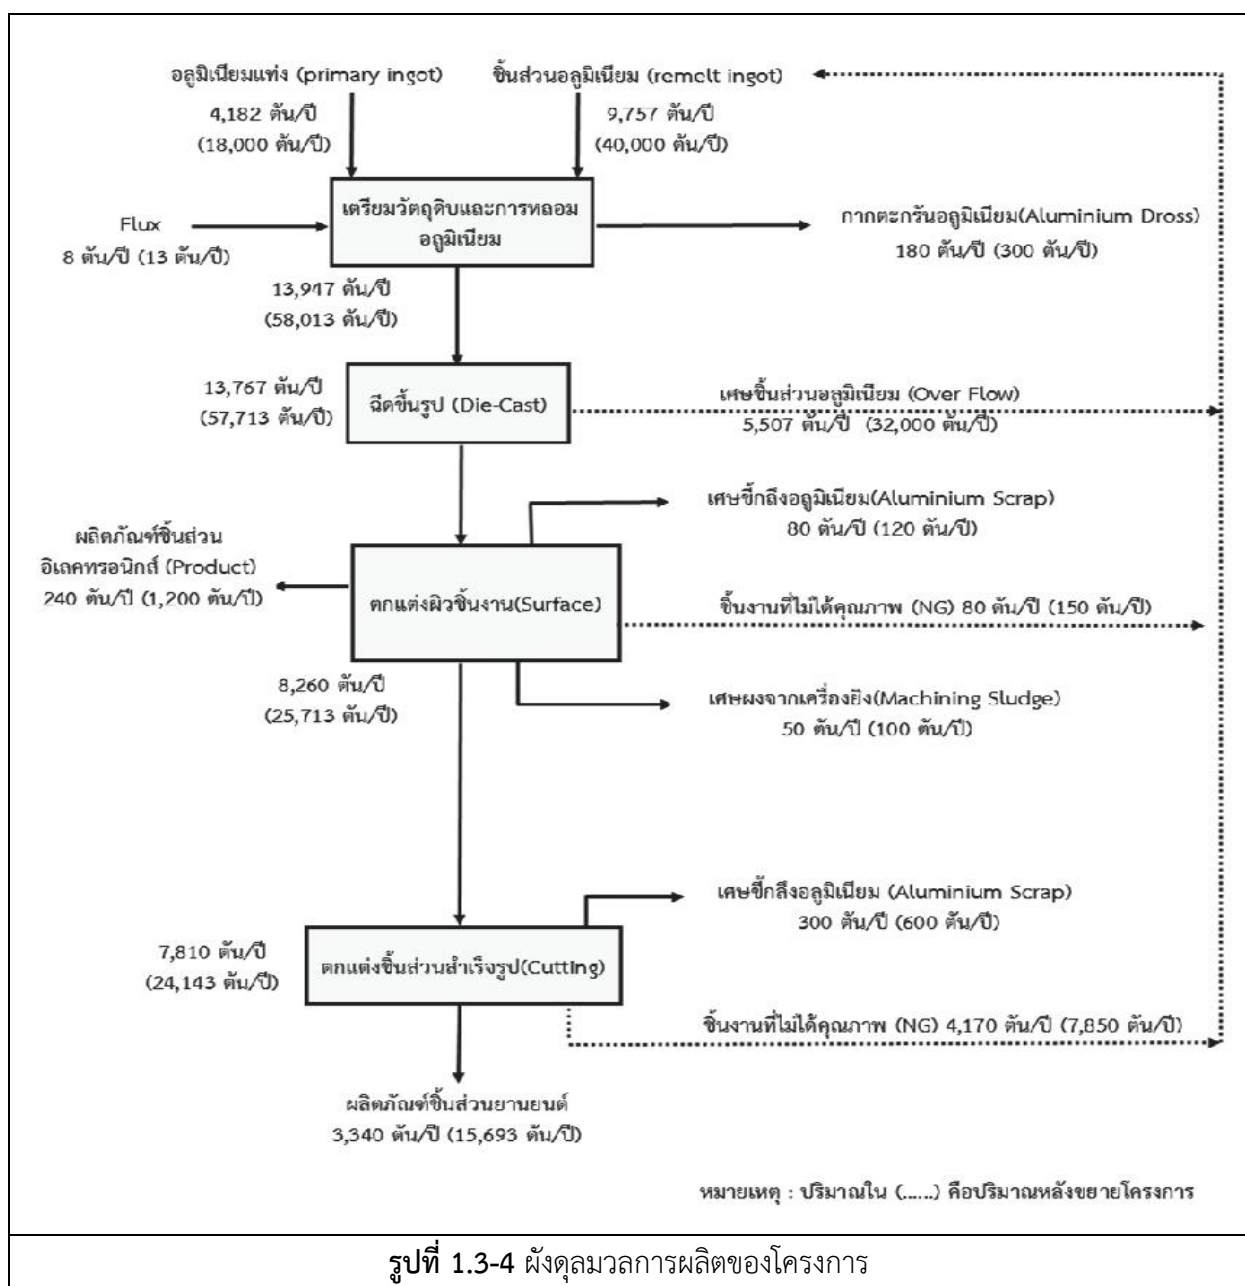 อลูมิเนียมแท่ง (primary ingot)
4,182 ตัน/ปี
(18,000 ตัน/ปี)
ชิ้นส่วนอลูมิเนียม (remelt ingot)
9,757 ตัน/ปี
(40,000 ตัน/ปี)
Flux
8 ตัน/ปี (13 ตัน/ปี)
เตรียมวัตถุดิบและการหลอม
อลูมิเนียม
กากตะกรันอลูมิเนียม(Aluminium Dross)
180 ตัน/ปี (300 ตัน/ปี)
13,947 ตัน/ปี
(58,013 ตัน/ปี)
13,767 ตัน/ปี
(57,713 ตัน/ปี)
ฉีดขึ้นรูป (Die-Cast)
เศษชิ้นส่วนอลูมิเนียม (Over Flow)
5,507 ตัน/ปี (32,000 ตัน/ปี)
เศษขี้กลึงอลูมิเนียม(Aluminium Scrap)
80 ตัน/ปี (120 ตัน/ปี)
ผลิตภัณฑ์ชิ้นส่วน
อิเลคทรอนิกส์ (Product)
240 ตัน/ปี (1,200 ตัน/ปี)
ตกแต่งผิวชิ้นงาน(Surface)
ชิ้นงานที่ไม่ได้คุณภาพ (NG) 80 ตัน/ปี (150 ตัน/ปี)
8,260 ตัน/ปี
(25,713 ตัน/ปี)
เศษผงจากเครื่องยิง(Machining Sludge)
50 ตัน/ปี (100 ตัน/ปี)
เศษขี้กลึงอลูมิเนียม (Aluminium Scrap)
300 ตัน/ปี (600 ตัน/ปี)
7,810 ตัน/ปี
(24,143 ตัน/ปี)
ตกแต่งชิ้นส่วนสำเร็จรูป(Cutting)
ชิ้นงานที่ไม่ได้คุณภาพ (NG) 4,170 ตัน/ปี (7,850 ตัน/ปี)
ผลิตภัณฑ์ชิ้นส่วนยานยนต์
3,340 ตัน/ปี (15,693 ตัน/ปี)
หมายเหตุ : ปริมาณใน (......) คือปริมาณหลังขยายโครงการ
รูปที่ 1.3-4 ผังดุลมวลการผลิตของโครงการ